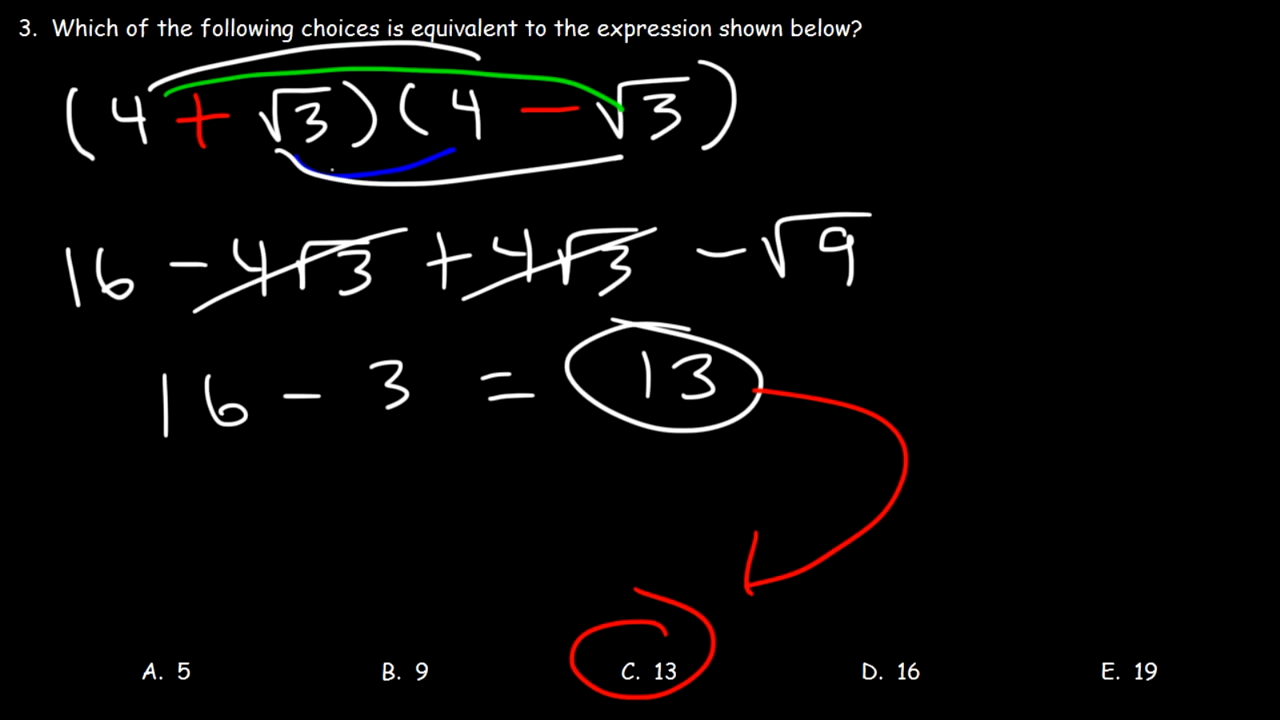 3. Which of the following choices is equivalent to the expression shown below?
(4 + √3)(4 − √3)
16 − 4√3 + 4√3 − √9
16 − 3 = 13
A. 5 B. 9 C. 13 D. 16 E. 19